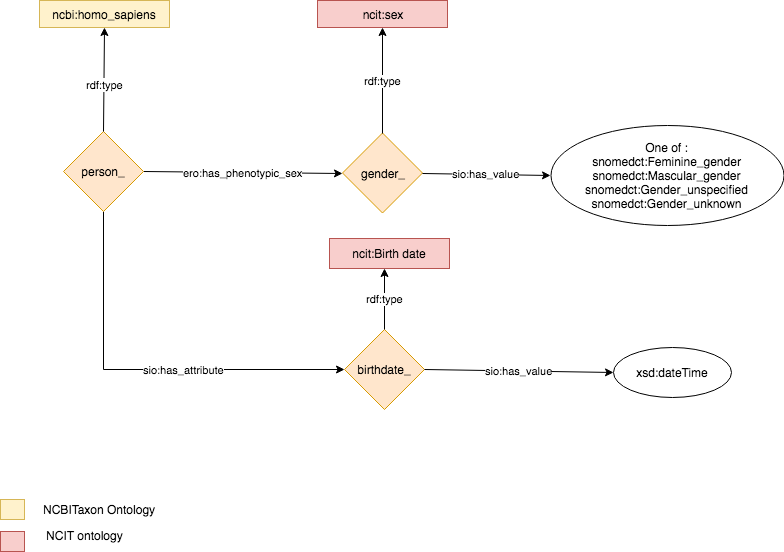 ncbi:homo_sapiens
ncit:sex
rdf:type
rdf:type
person_
ero:has_phenotypic_sex
gender_
sio:has_value
One of :
snomedct:Feminine_gender
snomedct:Mascular_gender
snomedct:Gender_unspecified
snomedct:Gender_unknown
ncit:Birth date
rdf:type
sio:has_attribute
birthdate_
sio:has_value
xsd:dateTime
NCBITaxon Ontology
NCIT ontology